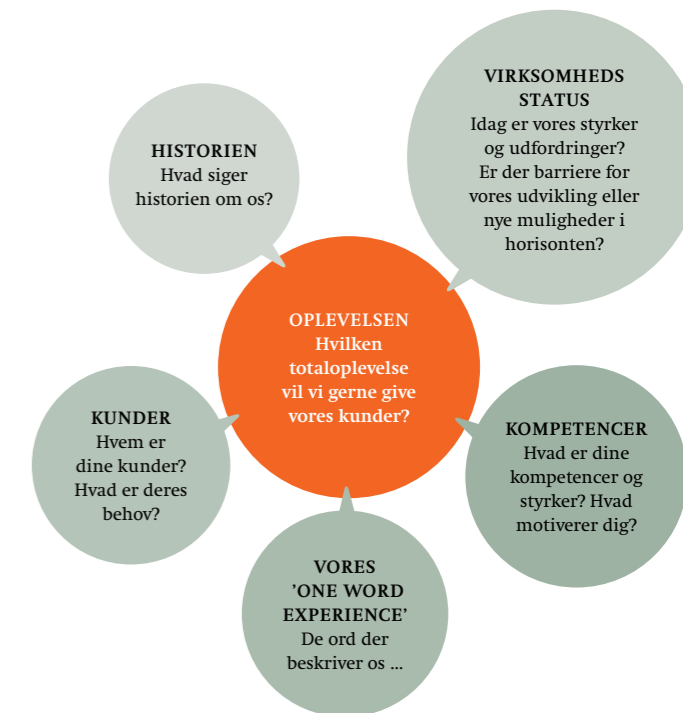 VIRKSOMHEDS
STATUS
Idag er vores styrker
og udfordringer?
Er der barriere for
vores udvikling eller
nye muligheder i
horisonten?
HISTORIEN
Hvad siger
historien om os?
OPLEVELSEN
Hvilken
totaloplevelse
vil vi gerne give
vores kunder?
KUNDER
Hvem er
dine kunder?
Hvad er deres
behov?
KOMPETENCER
Hvad er dine
kompetencer og
styrker? Hvad
motiverer dig?
VORES
’ONE WORD
EXPERIENCE’
De ord der
beskriver os ...